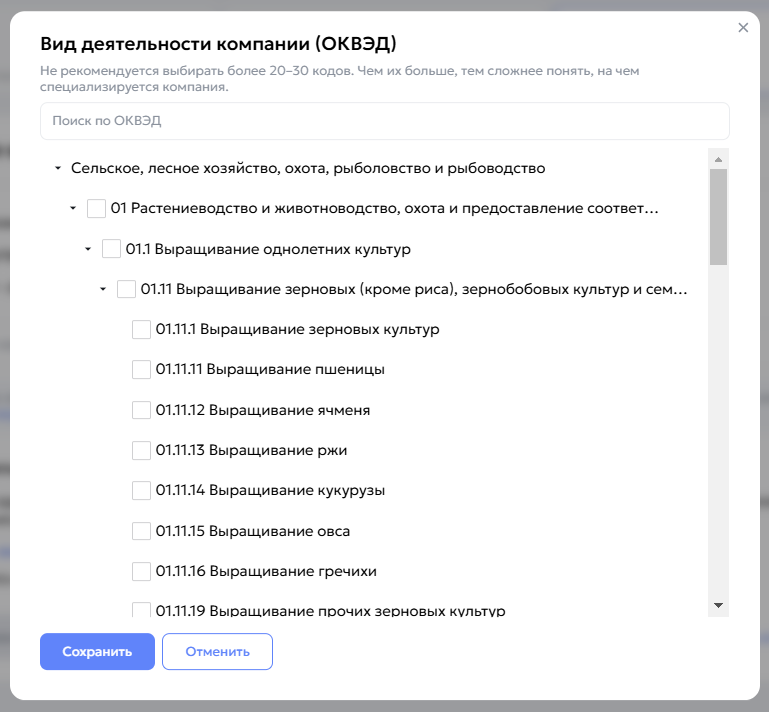 Вид деятельности компании (ОКВЭД)
Не рекомендуется выбирать более 20–30 кодов. Чем их больше, тем сложнее понять, на чем
специализируется компания.
Поиск по ОКВЭД
Сельское, лесное хозяйство, охота, рыболовство и рыбоводство
01 Растениеводство и животноводство, охота и предоставление соответ...
01.1 Выращивание однолетних культур
01.11 Выращивание зерновых (кроме риса), зернобобовых культур и сем...
01.11.1 Выращивание зерновых культур
01.11.11 Выращивание пшеницы
01.11.12 Выращивание ячменя
01.11.13 Выращивание ржи
01.11.14 Выращивание кукурузы
01.11.15 Выращивание овса
01.11.16 Выращивание гречихи
01.11.19 Выращивание прочих зерновых культур
Сохранить
Отменить